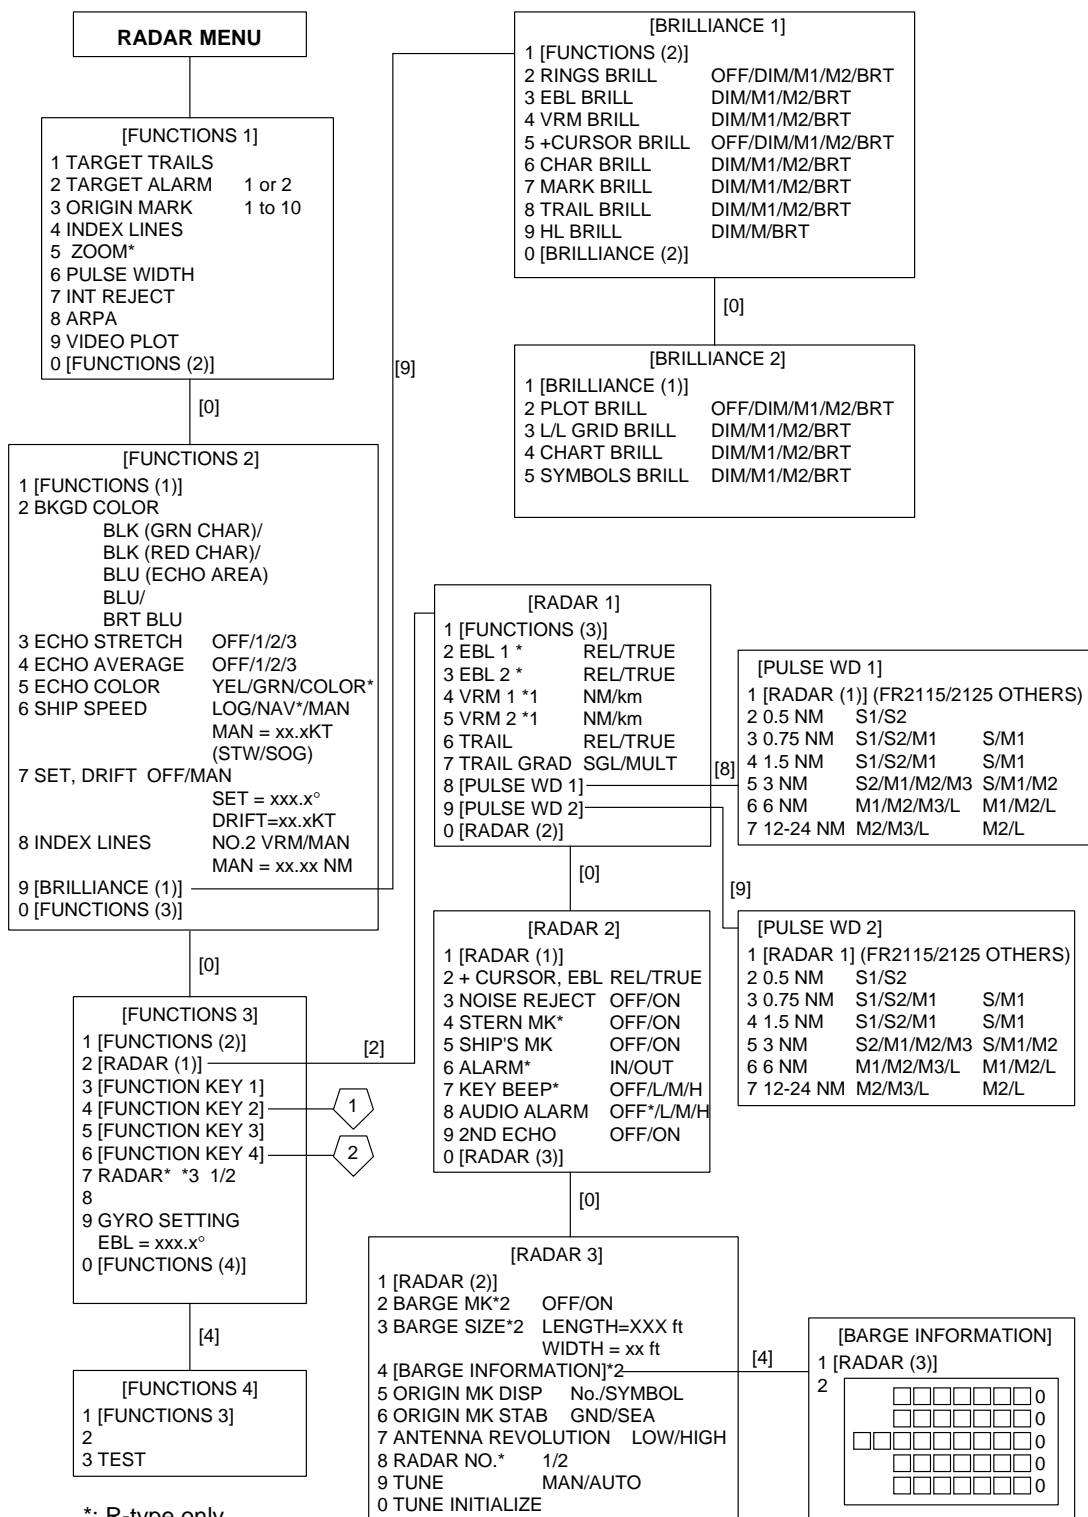 RADAR MENU
[FUNCTIONS 1]
1 TARGET TRAILS
2 TARGET ALARM 1 or 2
3 ORIGIN MARK 1 to 10
4 INDEX LINES
5 ZOOM*
6 PULSE WIDTH
7 INT REJECT
8 ARPA
9 VIDEO PLOT
0 [FUNCTIONS (2)]
[0]
[FUNCTIONS 2]
1 [FUNCTIONS (1)]
2 BKGD COLOR
BLK (GRN CHAR)/
BLK (RED CHAR)/
BLU (ECHO AREA)
BLU/
BRT BLU
3 ECHO STRETCH OFF/1/2/3
4 ECHO AVERAGE OFF/1/2/3
5 ECHO COLOR YEL/GRN/COLOR*
6 SHIP SPEED LOG/NAV*/MAN
MAN = xx.xKT
(STW/SOG)
7 SET, DRIFT OFF/MAN
SET = xxx.x°
DRIFT=xx.xKT
8 INDEX LINES NO.2 VRM/MAN
MAN = xx.xx NM
9 [BRILLIANCE (1)]
0 [FUNCTIONS (3)]
[0]
[FUNCTIONS 3]
1 [FUNCTIONS (2)]
2 [RADAR (1)]
3 [FUNCTION KEY 1]
4 [FUNCTION KEY 2]
5 [FUNCTION KEY 3]
6 [FUNCTION KEY 4]
7 RADAR* *3 1/2
8
9 GYRO SETTING
EBL = xxx.x°
0 [FUNCTIONS (4)]
1
2
[4]
[FUNCTIONS 4]
1 [FUNCTIONS 3]
2
3 TEST
*: R-type only
[9]
[BRILLIANCE 1]
1 [FUNCTIONS (2)]
2 RINGS BRILL OFF/DIM/M1/M2/BRT
3 EBL BRILL DIM/M1/M2/BRT
4 VRM BRILL DIM/M1/M2/BRT
5 +CURSOR BRILL OFF/DIM/M1/M2/BRT
6 CHAR BRILL DIM/M1/M2/BRT
7 MARK BRILL DIM/M1/M2/BRT
8 TRAIL BRILL DIM/M1/M2/BRT
9 HL BRILL DIM/M/BRT
0 [BRILLIANCE (2)]
[0]
[BRILLIANCE 2]
1 [BRILLIANCE (1)]
2 PLOT BRILL OFF/DIM/M1/M2/BRT
3 L/L GRID BRILL DIM/M1/M2/BRT
4 CHART BRILL DIM/M1/M2/BRT
5 SYMBOLS BRILL DIM/M1/M2/BRT
[2]
[RADAR 1]
1 [FUNCTIONS (3)]
2 EBL 1 * REL/TRUE
3 EBL 2 * REL/TRUE
4 VRM 1 *1 NM/km
5 VRM 2 *1 NM/km
6 TRAIL REL/TRUE
7 TRAIL GRAD SGL/MULT
8 [PULSE WD 1]
9 [PULSE WD 2]
0 [RADAR (2)]
[8]
[PULSE WD 1]
1 [RADAR (1)] (FR2115/2125 OTHERS)
2 0.5 NM S1/S2
3 0.75 NM S1/S2/M1 S/M1
4 1.5 NM S1/S2/M1 S/M1
5 3 NM S2/M1/M2/M3 S/M1/M2
6 6 NM M1/M2/M3/L M1/M2/L
7 12-24 NM M2/M3/L M2/L
[9]
[PULSE WD 2]
1 [RADAR 1] (FR2115/2125 OTHERS)
2 0.5 NM S1/S2
3 0.75 NM S1/S2/M1 S/M1
4 1.5 NM S1/S2/M1 S/M1
5 3 NM S2/M1/M2/M3 S/M1/M2
6 6 NM M1/M2/M3/L M1/M2/L
7 12-24 NM M2/M3/L M2/L
[0]
[RADAR 2]
1 [RADAR (1)]
2 + CURSOR, EBL REL/TRUE
3 NOISE REJECT OFF/ON
4 STERN MK* OFF/ON
5 SHIP'S MK OFF/ON
6 ALARM* IN/OUT
7 KEY BEEP* OFF/L/M/H
8 AUDIO ALARM OFF*/L/M/H
9 2ND ECHO OFF/ON
0 [RADAR (3)]
[0]
[RADAR 3]
1 [RADAR (2)]
2 BARGE MK*2 OFF/ON
3 BARGE SIZE*2 LENGTH=XXX ft
WIDTH = xx ft
4 [BARGE INFORMATION]*2
5 ORIGIN MK DISP No./SYMBOL
6 ORIGIN MK STAB GND/SEA
7 ANTENNA REVOLUTION LOW/HIGH
8 RADAR NO.* 1/2
9 TUNE MAN/AUTO
0 TUNE INITIALIZE
[4]
[BARGE INFORMATION]
1 [RADAR (3)]
2
□□□□□□□0
□□□□□□□0
□□□□□□□□□0
□□□□□□□0
□□□□□□□0